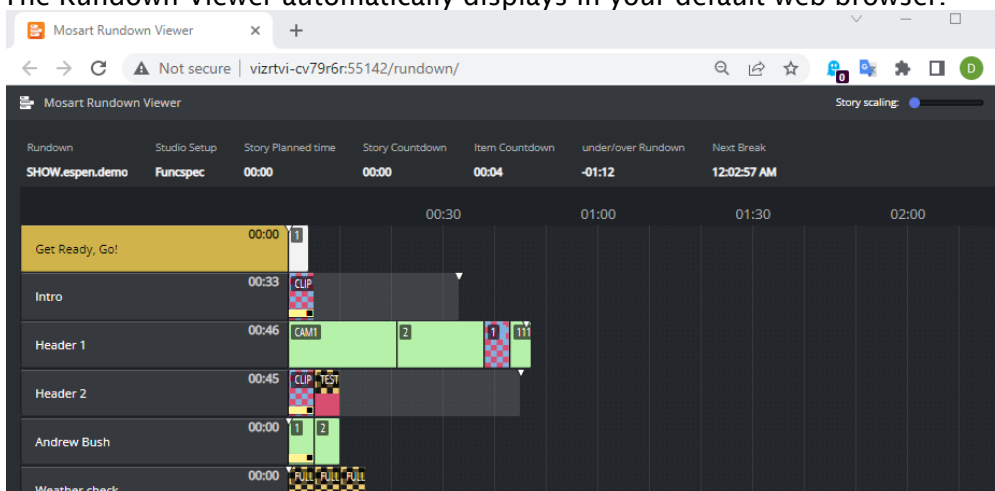 The Rundown Viewer automatically displays in your default web browser.
Mosart Rundown Viewer
Not secure | vizrtvi-cv79r6r:55142/rundown/
0
D
Mosart Rundown Viewer
Story scaling:
Rundown Studio Setup Story Planned time Story Countdown Item Countdown under/over Rundown Next Break
SHOW.espen.demo Funcspec 00:00 00:00 00:04 -01:12 12:02:57 AM
00:30 01:00 01:30 02:00
Get Ready, Go! 00:00 1
Intro 00:33 CLIP
Header 1 00:46 CAM1 2 1 111
Header 2 00:45 CLIP TEST
Andrew Bush 00:00 1 2
Weather check 00:00 FULL FULL FULL